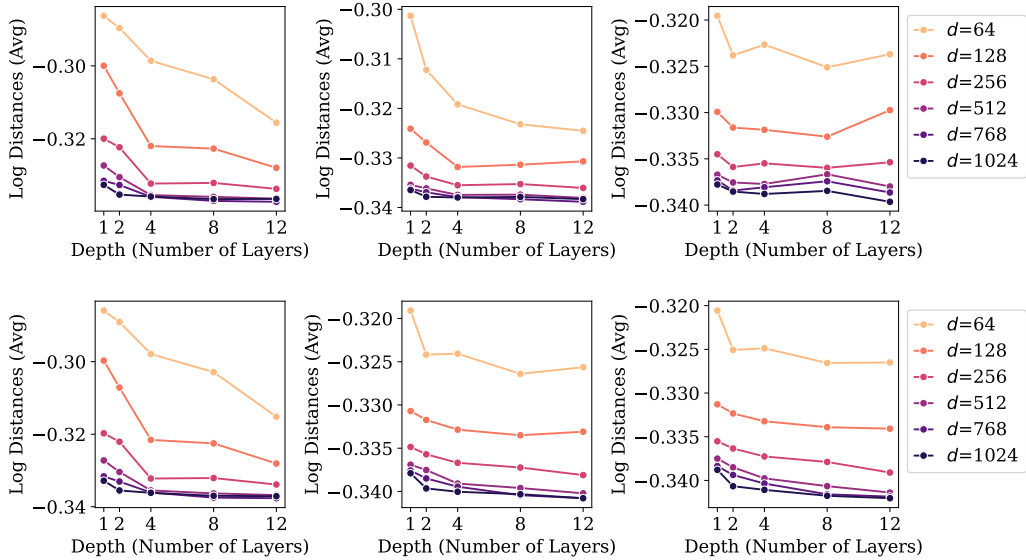 Log Distances (Avg)
−0.30
−0.32
1 2 4 8 12
Depth (Number of Layers)
Log Distances (Avg)
−0.30
−0.31
−0.32
−0.33
−0.34
1 2 4 8 12
Depth (Number of Layers)
Log Distances (Avg)
−0.320
−0.325
−0.330
−0.335
−0.340
1 2 4 8 12
Depth (Number of Layers)
d=64
d=128
d=256
d=512
d=768
d=1024
Log Distances (Avg)
−0.30
−0.32
−0.34
1 2 4 8 12
Depth (Number of Layers)
Log Distances (Avg)
−0.320
−0.325
−0.330
−0.335
−0.340
1 2 4 8 12
Depth (Number of Layers)
Log Distances (Avg)
−0.320
−0.325
−0.330
−0.335
−0.340
1 2 4 8 12
Depth (Number of Layers)
d=64
d=128
d=256
d=512
d=768
d=1024